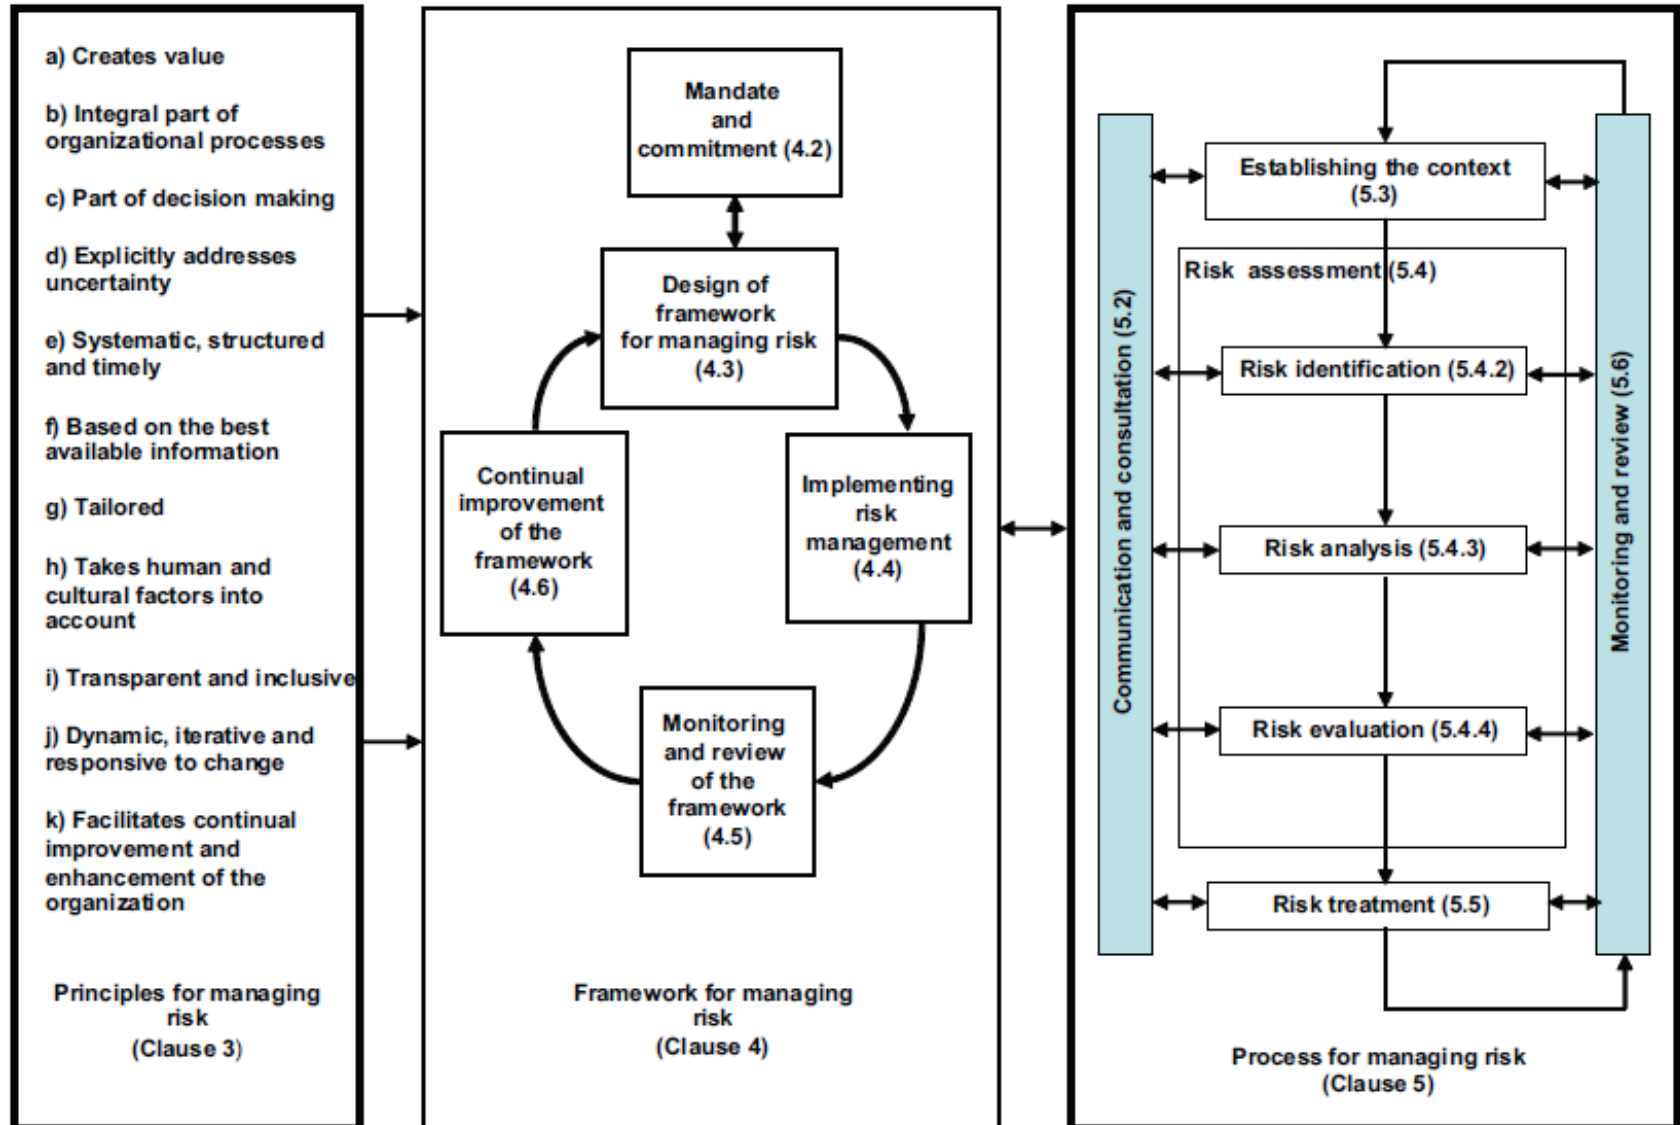 a) Creates value
b) Integral part of
organizational processes
c) Part of decision making
d) Explicitly addresses
uncertainty
e) Systematic, structured
and timely
f) Based on the best
available information
g) Tailored
h) Takes human and
cultural factors into
account
i) Transparent and inclusive
j) Dynamic, iterative and
responsive to change
k) Facilitates continual
improvement and
enhancement of the
organization
Principles for managing
risk
(Clause 3)
Mandate
and
commitment (4.2)
Design of
framework
for managing risk
(4.3)
Implementing
risk
management
(4.4)
Continual
improvement
of the
framework
(4.6)
Monitoring
and review
of the
framework
(4.5)
Framework for managing
risk
(Clause 4)
Communication and consultation (5.2)
Establishing the context
(5.3)
Risk assessment (5.4)
Risk identification (5.4.2)
Risk analysis (5.4.3)
Risk evaluation (5.4.4)
Risk treatment (5.5)
Monitoring and review (5.6)
Process for managing risk
(Clause 5)